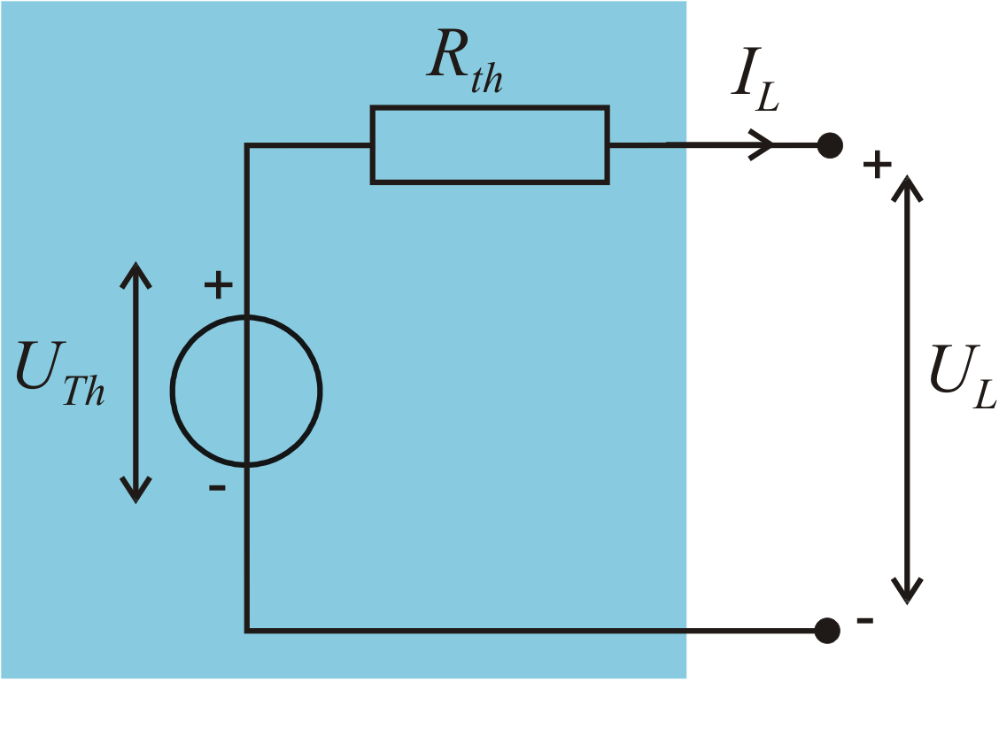 R_th
I_L
+
+
U_Th
U_L
-
-